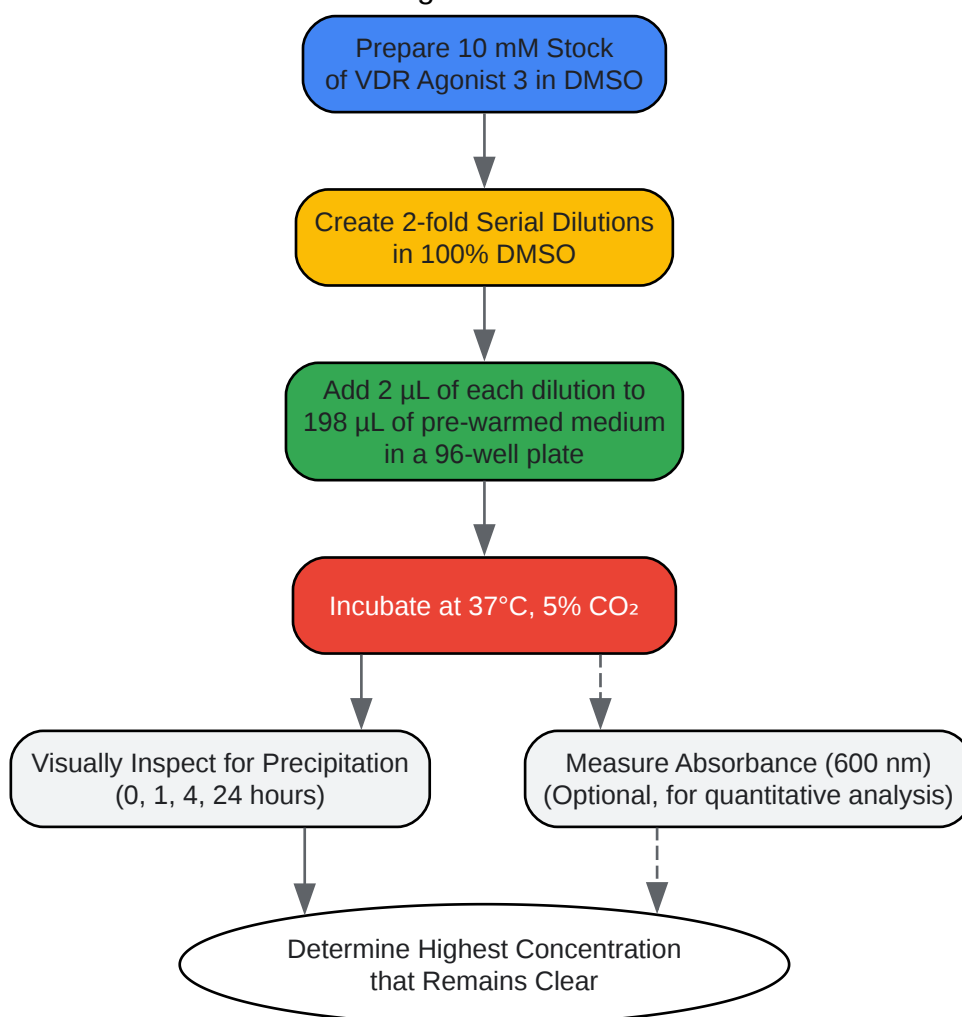 Prepare 10 mM Stock
of VDR Agonist 3 in DMSO
Create 2-fold Serial Dilutions
in 100% DMSO
Add 2 µL of each dilution to
198 µL of pre-warmed medium
in a 96-well plate
Incubate at 37°C, 5% CO₂
Visually Inspect for Precipitation
(0, 1, 4, 24 hours)
Measure Absorbance (600 nm)
(Optional, for quantitative analysis)
Determine Highest Concentration
that Remains Clear